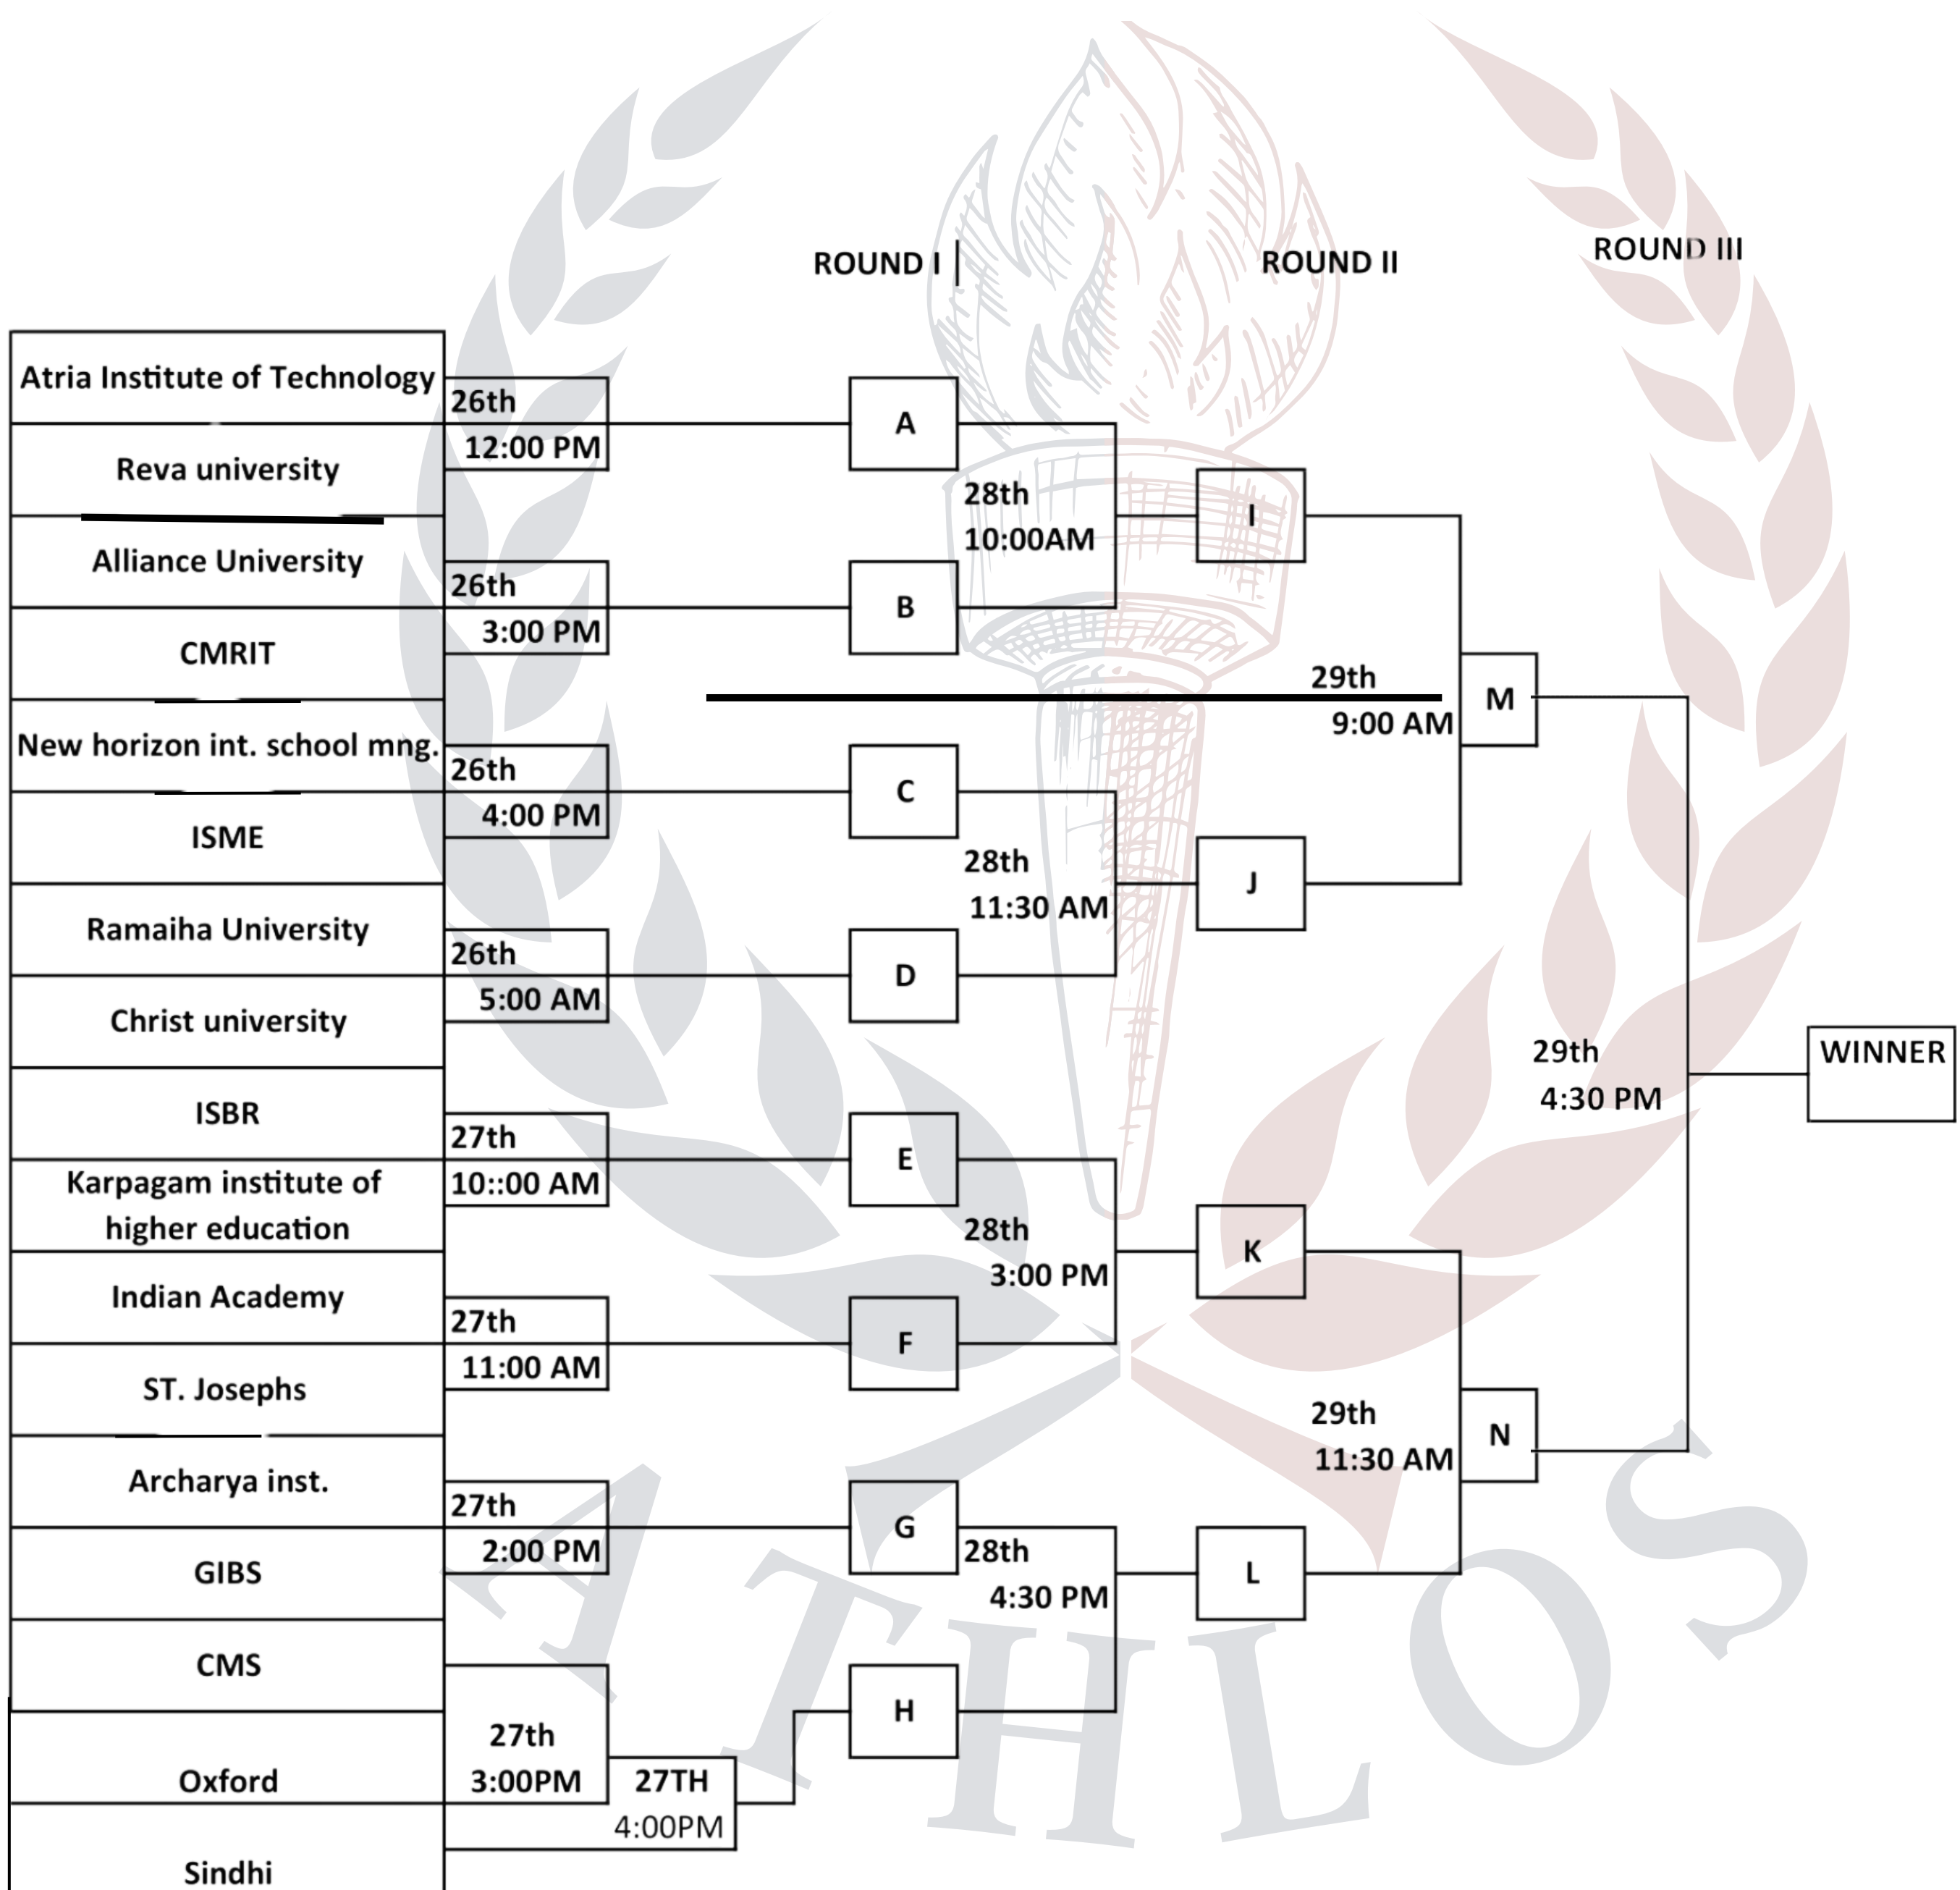 ROUND I
ROUND II
ROUND III
Atria Institute of Technology
26th
12:00 PM
A
Reva university
28th
10:00AM
I
Alliance University
26th
3:00 PM
B
CMRIT
29th
9:00 AM
M
New horizon int. school mng.
26th
4:00 PM
C
ISME
28th
11:30 AM
J
Ramaiha University
26th
5:00 AM
D
Christ university
29th
4:30 PM
WINNER
ISBR
27th
10::00 AM
E
Karpagam institute of
higher education
28th
3:00 PM
K
Indian Academy
27th
11:00 AM
F
ST. Josephs
29th
11:30 AM
N
Archarya inst.
27th
2:00 PM
G
GIBS
28th
4:30 PM
L
CMS
27th
3:00PM
H
Oxford
27TH
4:00PM
Sindhi
ATHLOS